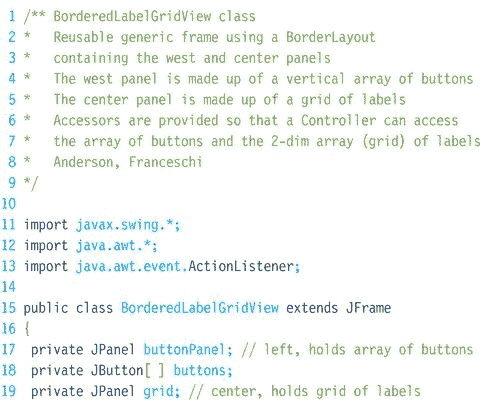 1 /** BorderedLabelGridView class
2 *   Reusable generic frame using a BorderLayout
3 *   containing the west and center panels
4 *   The west panel is made up of a vertical array of buttons
5 *   The center panel is made up of a grid of labels
6 *   Accessors are provided so that a Controller can access
7 *   the array of buttons and the 2-dim array (grid) of labels
8 *   Anderson, Franceschi
9 */
10
11 import javax.swing.*;
12 import java.awt.*;
13 import java.awt.event.ActionListener;
14
15 public class BorderedLabelGridView extends JFrame
16 {
17  private JPanel buttonPanel; // left, holds array of buttons
18  private JButton[ ] buttons;
19  private JPanel grid; // center, holds grid of labels